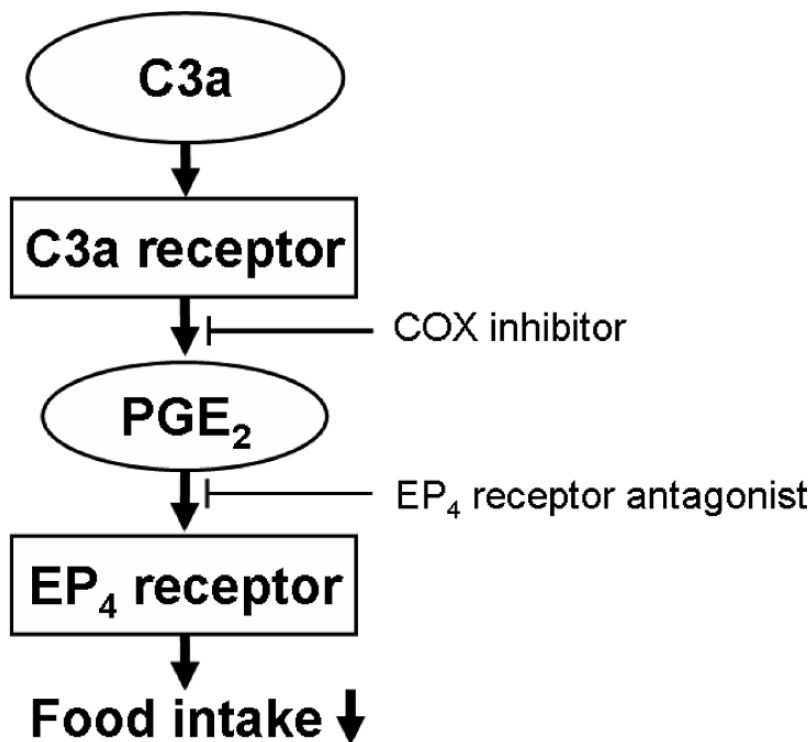 C3a
C3a receptor
COX inhibitor
PGE₂
EP₄ receptor antagonist
EP₄ receptor
Food intake